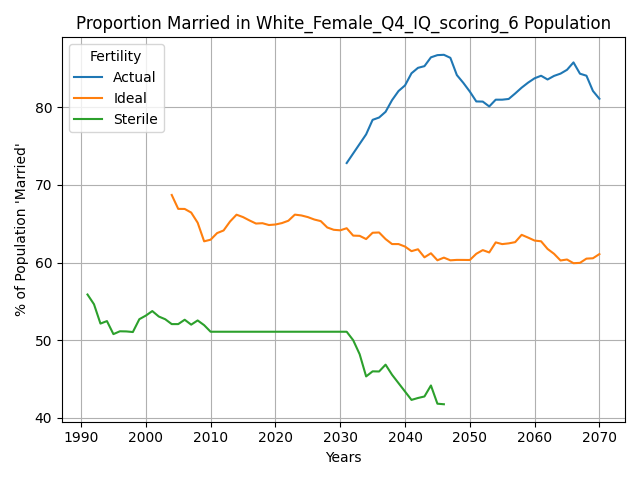 Proportion Married in White_Female_Q4_IQ_scoring_6 Population
Fertility
Actual
Ideal
Sterile
% of Population 'Married'
80
70
60
50
40
1990 2000 2010 2020 2030 2040 2050 2060 2070
Years